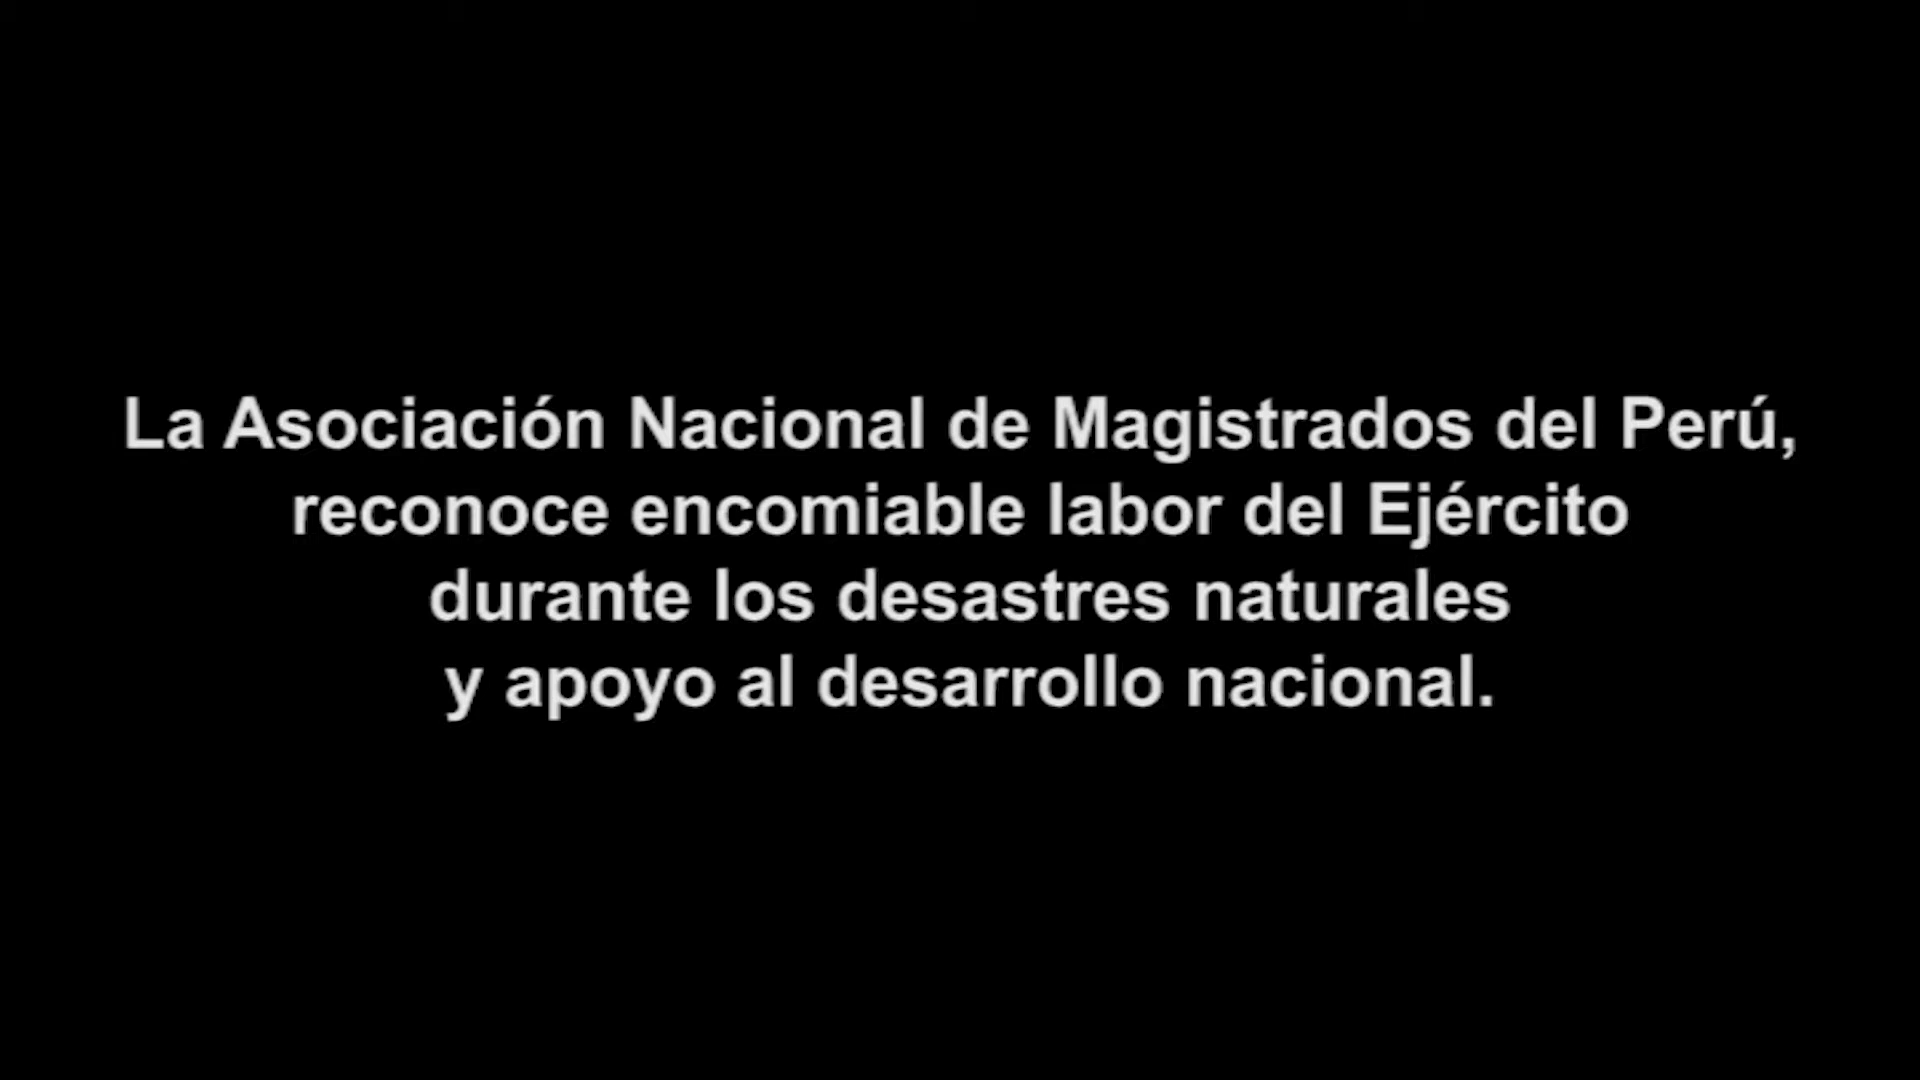 La Asociación Nacional de Magistrados del Perú,
reconoce encomiable labor del Ejército
durante los desastres naturales
y apoyo al desarrollo nacional.